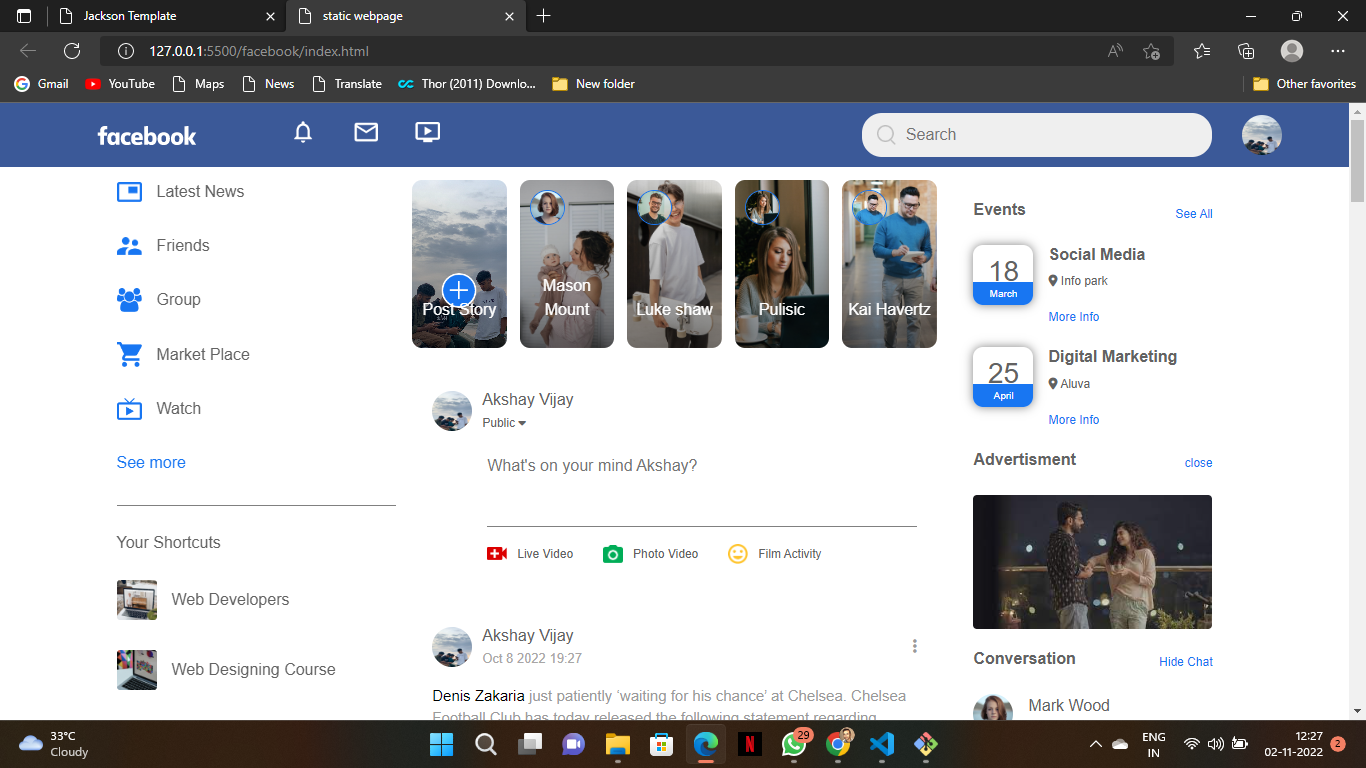 Jackson Template
static webpage
127.0.0.1:5500/facebook/index.html
Gmail
YouTube
Maps
News
Translate
Thor (2011) Downlo...
New folder
Other favorites
facebook
Search
Latest News
Friends
Group
Market Place
Watch
See more
Your Shortcuts
Web Developers
Web Designing Course
Post Story
Mason
Mount
Luke shaw
Pulisic
Kai Havertz
Akshay Vijay
Public
What's on your mind Akshay?
Live Video
Photo Video
Film Activity
Akshay Vijay
Oct 8 2022 19:27
Denis Zakaria just patiently ‘waiting for his chance’ at Chelsea. Chelsea
Football Club has today released the following statement regarding
Events
See All
18
March
Social Media
Info park
More Info
25
April
Digital Marketing
Aluva
More Info
Advertisment
close
Conversation
Hide Chat
Mark Wood
33°C
Cloudy
29
ENG
IN
12:27
02-11-2022
2